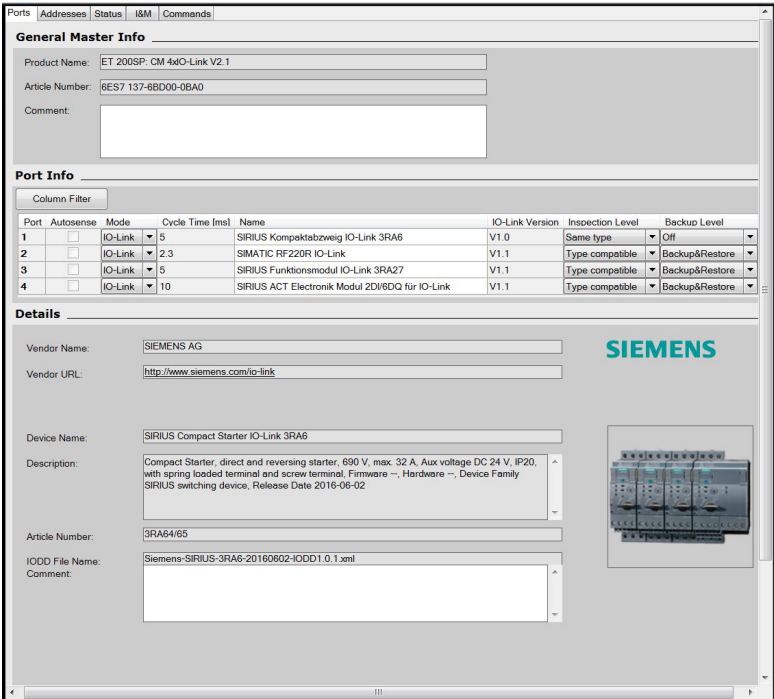 Ports Addresses Status I&M Commands
General Master Info
Product Name: ET 200SP: CM 4xIO-Link V2.1
Article Number: 6ES7 137-6BD00-0BA0
Comment:
Port Info
Column Filter
Port Autosense Mode Cycle Time [ms] Name IO-Link Version Inspection Level Backup Level
1 IO-Link 5 SIRIUS Kompaktabzweig IO-Link 3RA6 V1.0 Same type Off
2 IO-Link 2.3 SIMATIC RF220R IO-Link V1.1 Type compatible Backup&Restore
3 IO-Link 5 SIRIUS Funktionsmodul IO-Link 3RA27 V1.1 Type compatible Backup&Restore
4 IO-Link 10 SIRIUS ACT Electronik Modul 2DI/6DQ für IO-Link V1.1 Type compatible Backup&Restore
Details
Vendor Name: SIEMENS AG
SIEMENS
Vendor URL: http://www.siemens.com/io-link
Device Name: SIRIUS Compact Starter IO-Link 3RA6
Description: Compact Starter, direct and reversing starter, 690 V, max. 32 A, Aux voltage DC 24 V, IP20,
with spring loaded terminal and screw terminal, Firmware --, Hardware --, Device Family
SIRIUS switching device, Release Date 2016-06-02
Article Number: 3RA64/65
IODD File Name: Siemens-SIRIUS-3RA6-20160602-IODD1.0.1.xml
Comment: